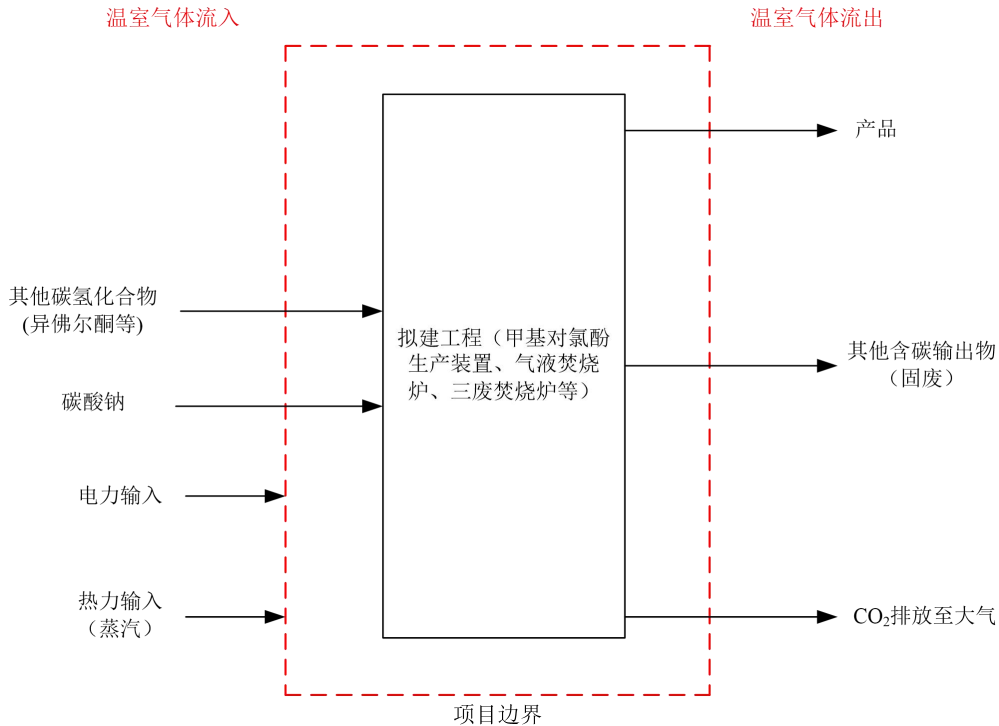 温室气体流入
温室气体流出
产品
其他碳氢化合物
(异佛尔酮等)
拟建工程（甲基对氯酚
生产装置、气液焚烧
炉、三废焚烧炉等）
其他含碳输出物
（固废）
碳酸钠
电力输入
热力输入
（蒸汽）
CO₂排放至大气
项目边界